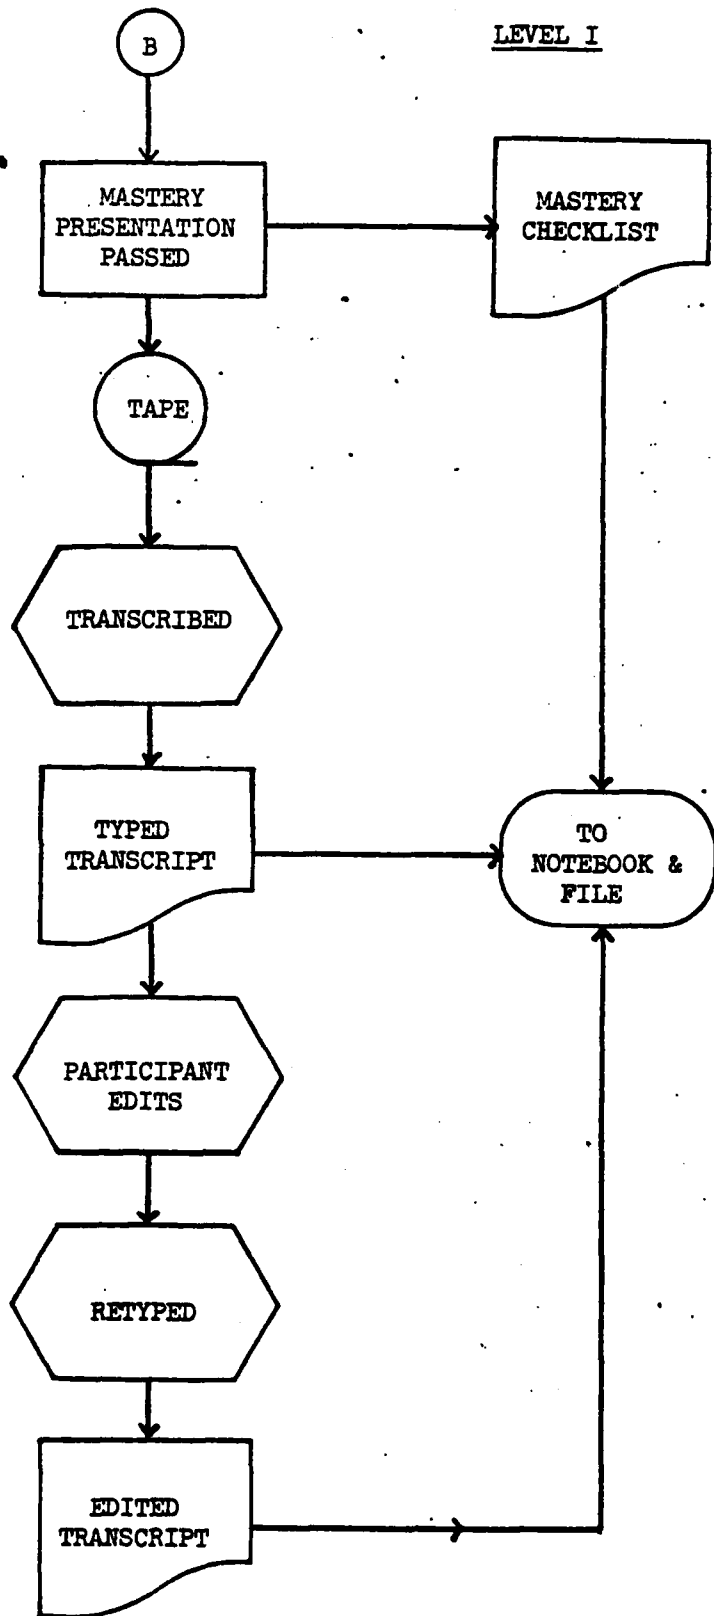 B
LEVEL I
MASTERY
PRESENTATION
PASSED
MASTERY
CHECKLIST
TAPE
TRANSCRIBED
TYPED
TRANSCRIPT
TO
NOTEBOOK &
FILE
PARTICIPANT
EDITS
RETYPED
EDITED
TRANSCRIPT